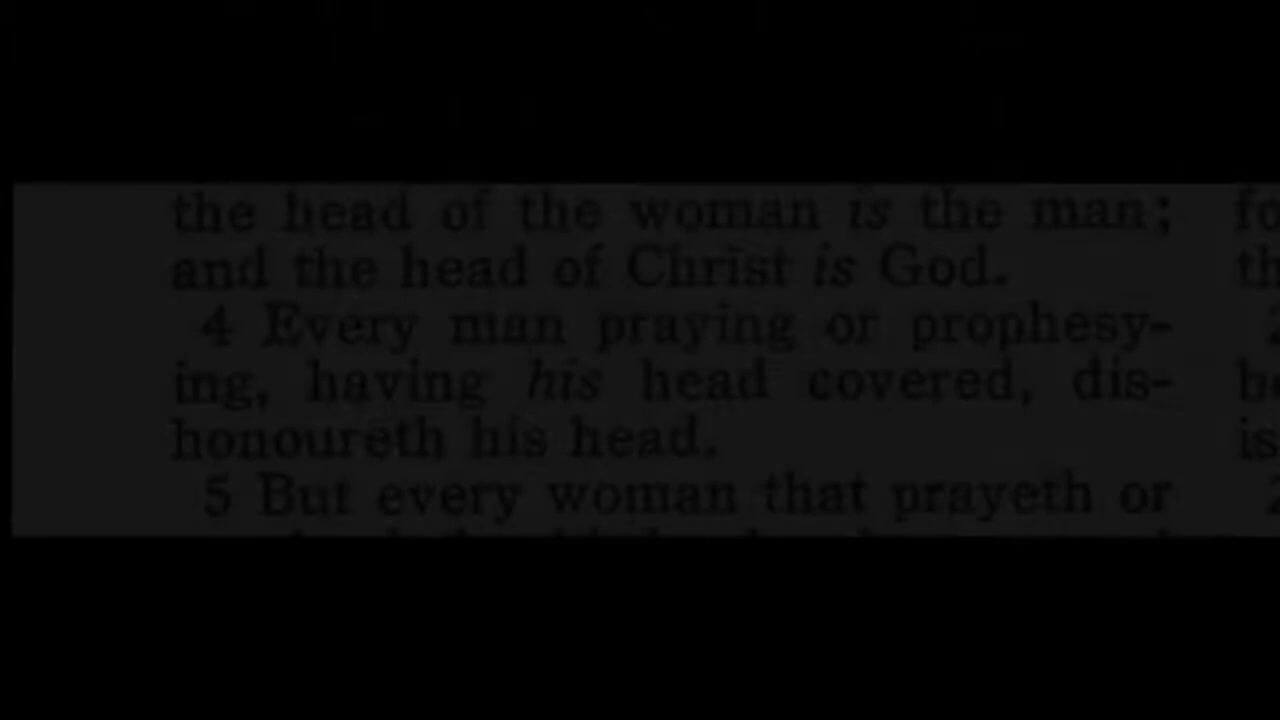 the head of the woman is the man;
and the head of Christ is God.
4 Every man praying or prophesy-
ing, having his head covered, dis-
honoureth his head.
5 But every woman that prayeth or